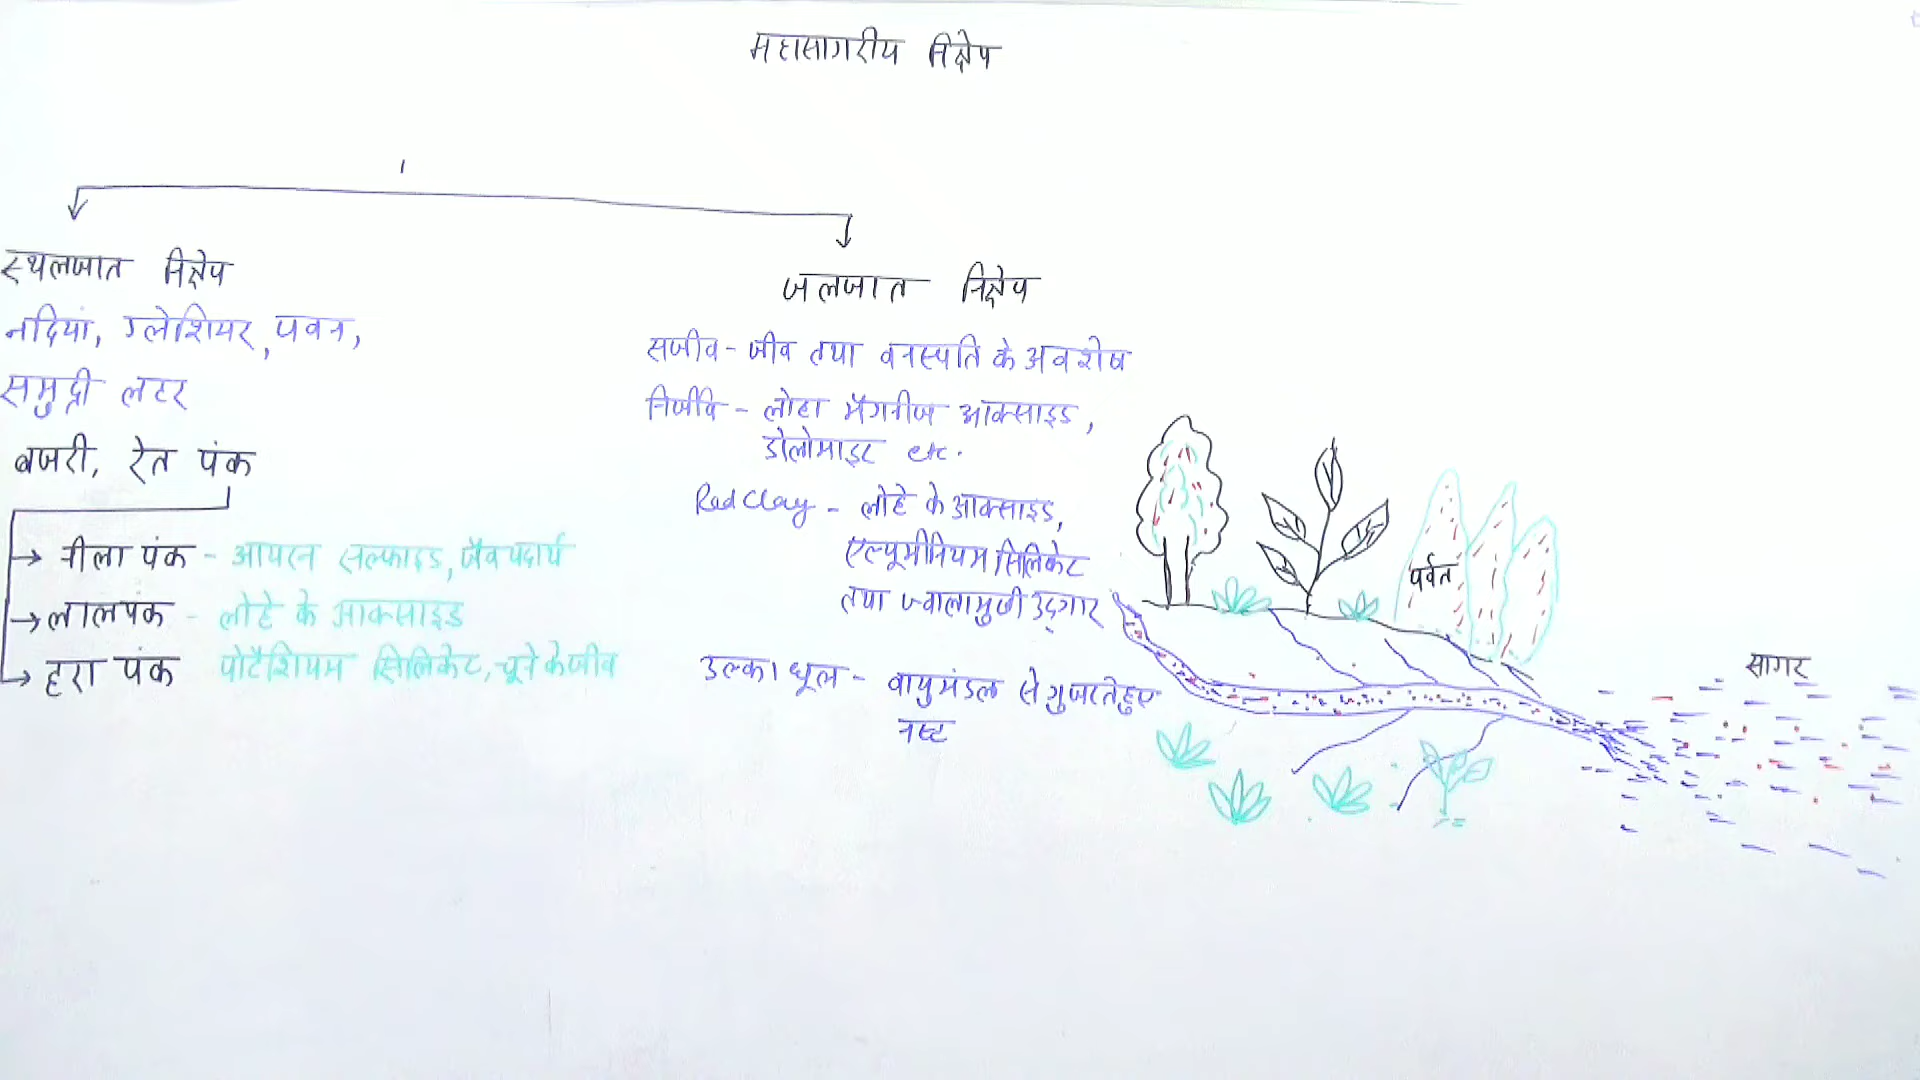 महासागरीय निक्षेप
स्थलजात निक्षेप
नदियां, ग्लेशियर, पवन,
समुद्री लहर
बजरी, रेत पंक
नीला पंक - आयरन सल्फाइड, जैव पदार्थ
लालपंक - लोहे के आक्साइड
हरा पंक पोटैशियम सिलिकेट, चूने के जीव
जलजात निक्षेप
सजीव - जीव तथा वनस्पति के अवशेष
निर्जीव - लोहा मैंगनीज आक्साइड,
डोलोमाइट etc.
Red Clay - लोहे के आक्साइड,
एल्यूमीनियम सिलिकेट
तथा ज्वालामुखी उद्गार
उल्का धूल - वायुमंडल से गुजरते हुए
नष्ट
पर्वत
सागर